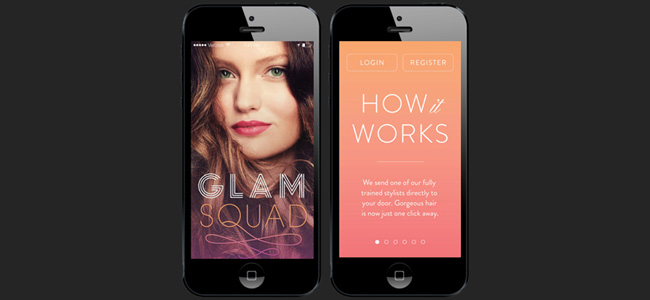 GLAM
SQUAD
LOGIN
REGISTER
HOW it
WORKS
We send one of our fully
trained stylists directly to
your door. Gorgeous hair
is now just one click away.